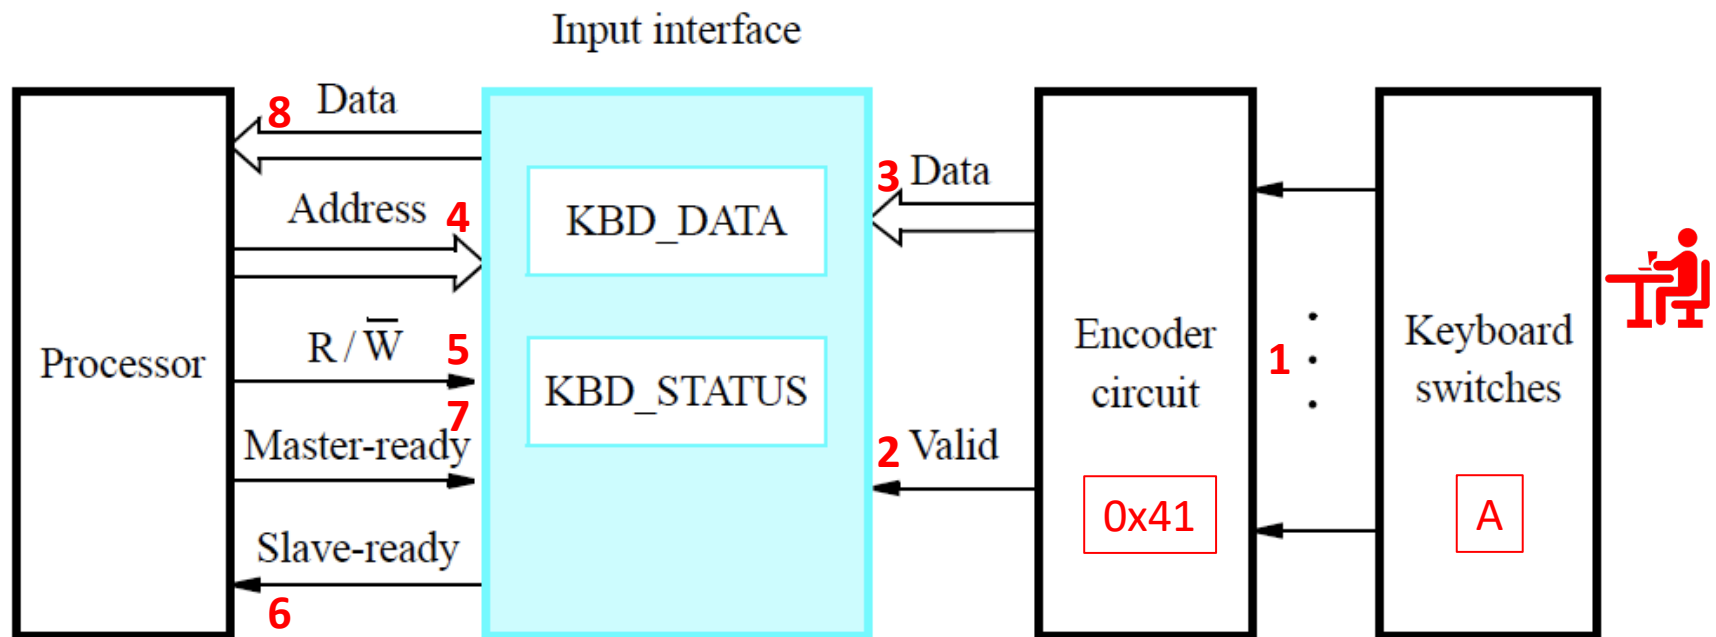 Input interface
8 Data
Address 4
R / W̅ 5
7
Master-ready
Slave-ready
6
Processor
KBD_DATA
KBD_STATUS
3 Data
2 Valid
Encoder
circuit
0x41
1
Keyboard
switches
A